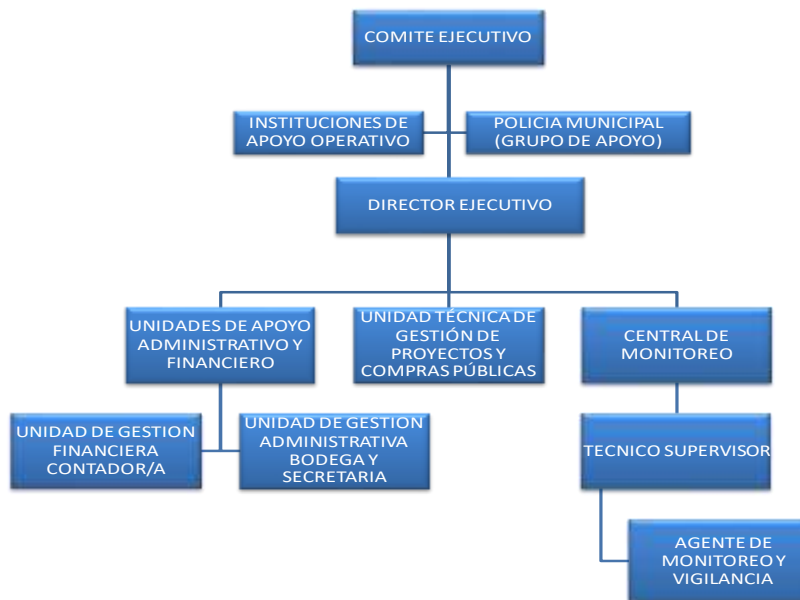 COMITE EJECUTIVO
INSTITUCIONES DE
APOYO OPERATIVO
POLICIA MUNICIPAL
(GRUPO DE APOYO)
DIRECTOR EJECUTIVO
UNIDADES DE APOYO
ADMINISTRATIVO Y
FINANCIERO
UNIDAD TÉCNICA DE
GESTIÓN DE
PROYECTOS Y
COMPRAS PÚBLICAS
CENTRAL DE
MONITOREO
UNIDAD DE GESTION
FINANCIERA
CONTADOR/A
UNIDAD DE GESTION
ADMINISTRATIVA
BODEGA Y
SECRETARIA
TECNICO SUPERVISOR
AGENTE DE
MONITOREO Y
VIGILANCIA